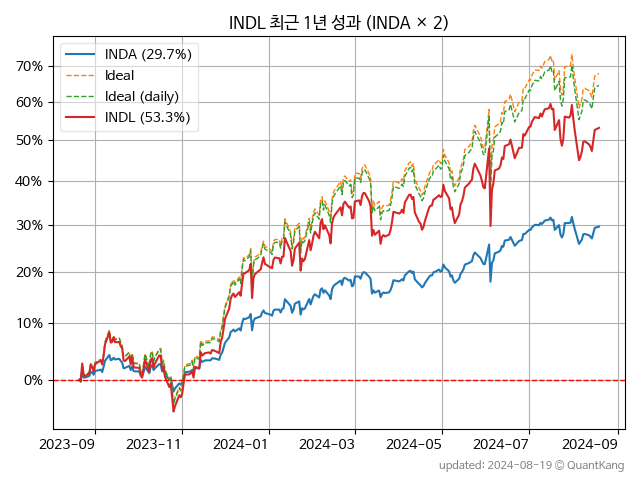 INDL 최근 1년 성과 (INDA × 2)
INDA (29.7%)
Ideal
Ideal (daily)
INDL (53.3%)
70%
60%
50%
40%
30%
20%
10%
0%
2023-09 2023-11 2024-01 2024-03 2024-05 2024-07 2024-09
updated: 2024-08-19 © QuantKang